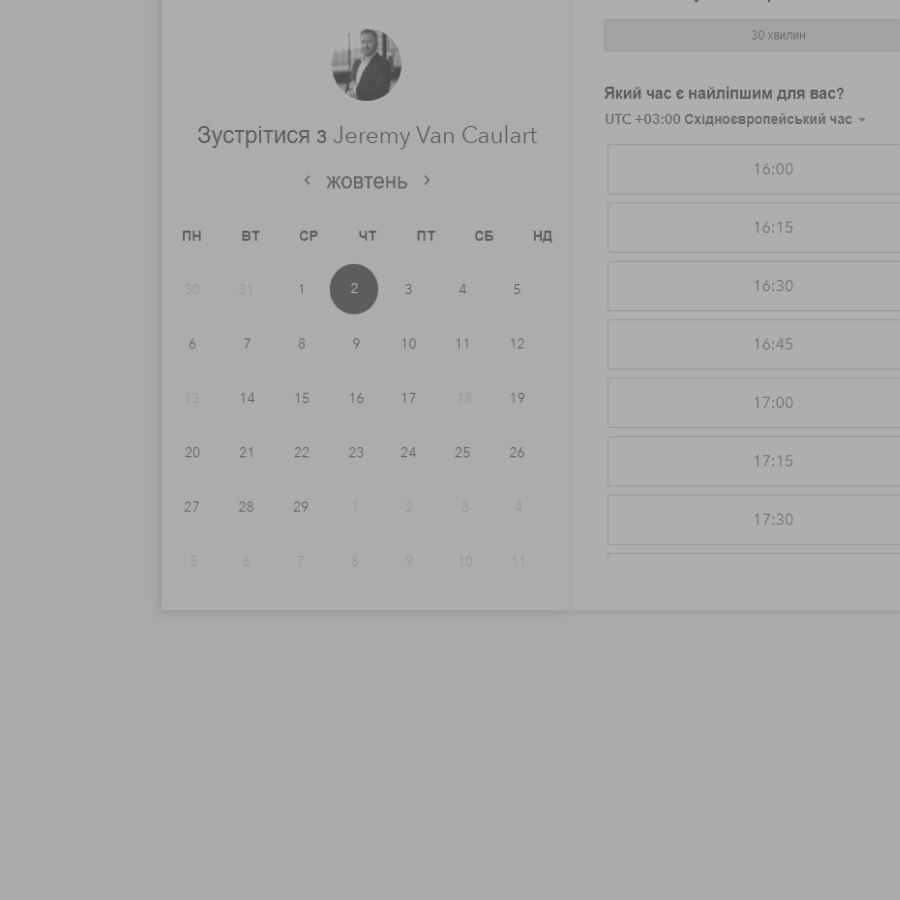 Зустрітися з Jeremy Van Caulart
жовтень
ПН ВТ СР ЧТ ПТ СБ НД
30 31 1 2 3 4 5
6 7 8 9 10 11 12
13 14 15 16 17 18 19
20 21 22 23 24 25 26
27 28 29 1 2 3 4
5 6 7 8 9 10 11
30 хвилин
Який час є найліпшим для вас?
UTC +03:00 Східноєвропейський час
16:00
16:15
16:30
16:45
17:00
17:15
17:30